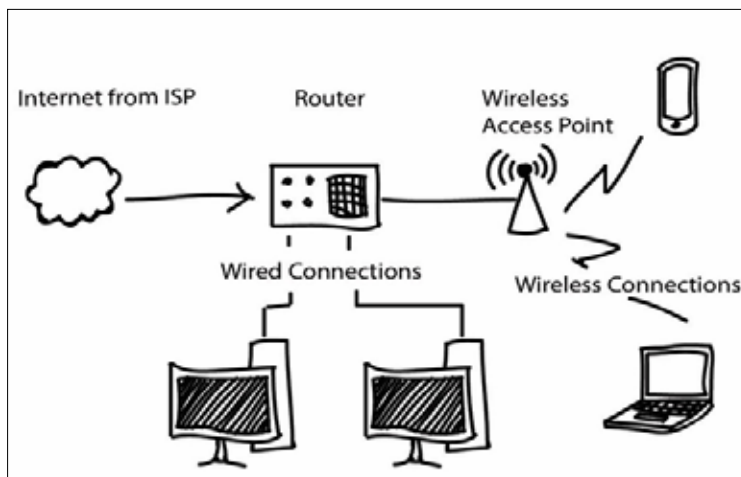 Internet from ISP
Router
Wireless
Access Point
Wired Connections
Wireless Connections